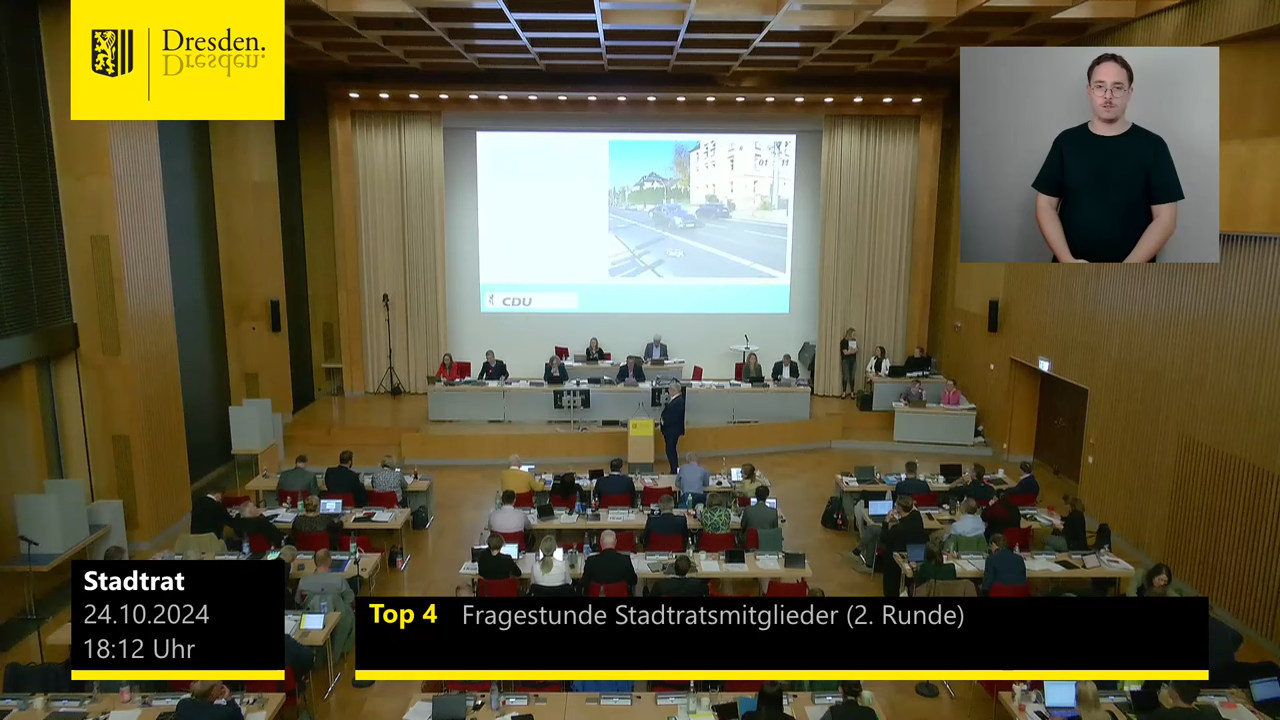 Dresden.
Dresden.
CDU
Stadtrat
24.10.2024
18:12 Uhr
Top 4 Fragestunde Stadtratsmitglieder (2. Runde)